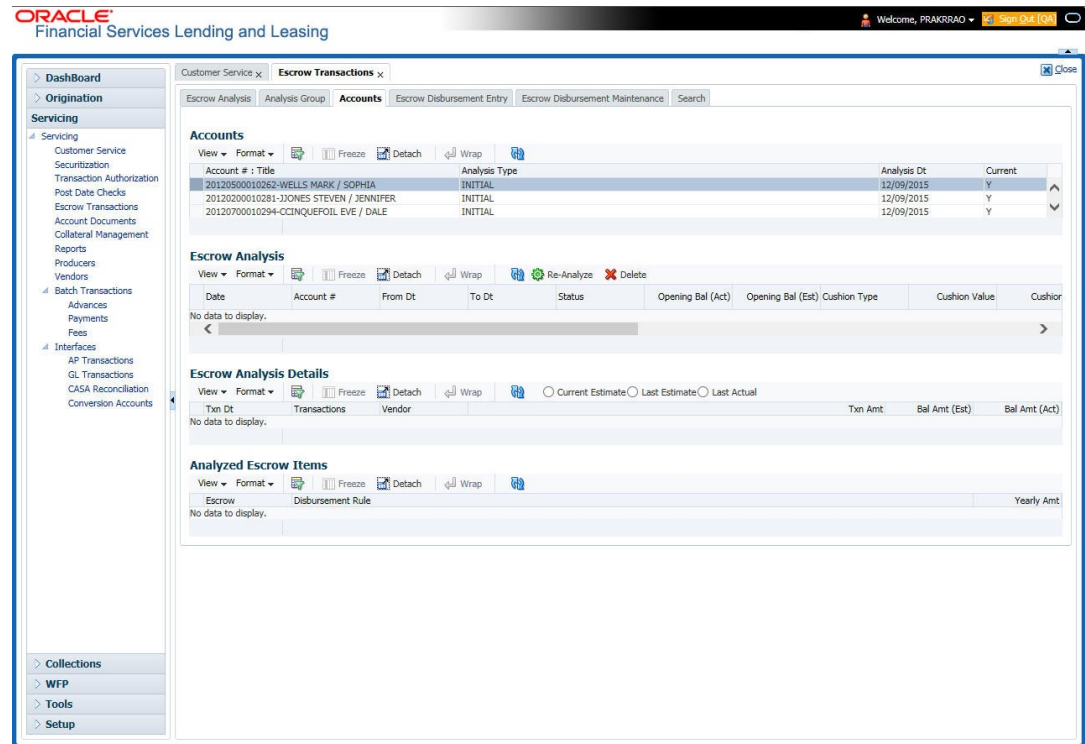 ORACLE
Financial Services Lending and Leasing
Welcome, PRAKRRAO
Sign Out [QA]
Close
DashBoard
Origination
Servicing
Servicing
Customer Service
Securitization
Transaction Authorization
Post Date Checks
Escrow Transactions
Account Documents
Collateral Management
Reports
Producers
Vendors
Batch Transactions
Advances
Payments
Fees
Interfaces
AP Transactions
GL Transactions
CASA Reconciliation
Conversion Accounts
Collections
WFP
Tools
Setup
Customer Service x Escrow Transactions x
Escrow Analysis Analysis Group Accounts Escrow Disbursement Entry Escrow Disbursement Maintenance Search
Accounts
View Format Freeze Detach Wrap
Account # : Title Analysis Type Analysis Dt Current
20120500010262-WELLS MARK / SOPHIA INITIAL 12/09/2015 Y
20120200010281-JJONES STEVEN / JENNIFER INITIAL 12/09/2015 Y
20120700010294-CCINQUEFOIL EVE / DALE INITIAL 12/09/2015 Y
Escrow Analysis
View Format Freeze Detach Wrap Re-Analyze Delete
Date Account # From Dt To Dt Status Opening Bal (Act) Opening Bal (Est) Cushion Type Cushion Value Cushior
No data to display.
Escrow Analysis Details
View Format Freeze Detach Wrap Current Estimate Last Estimate Last Actual
Txn Dt Transactions Vendor Txn Amt Bal Amt (Est) Bal Amt (Act)
No data to display.
Analyzed Escrow Items
View Format Freeze Detach Wrap
Escrow Disbursement Rule Yearly Amt
No data to display.